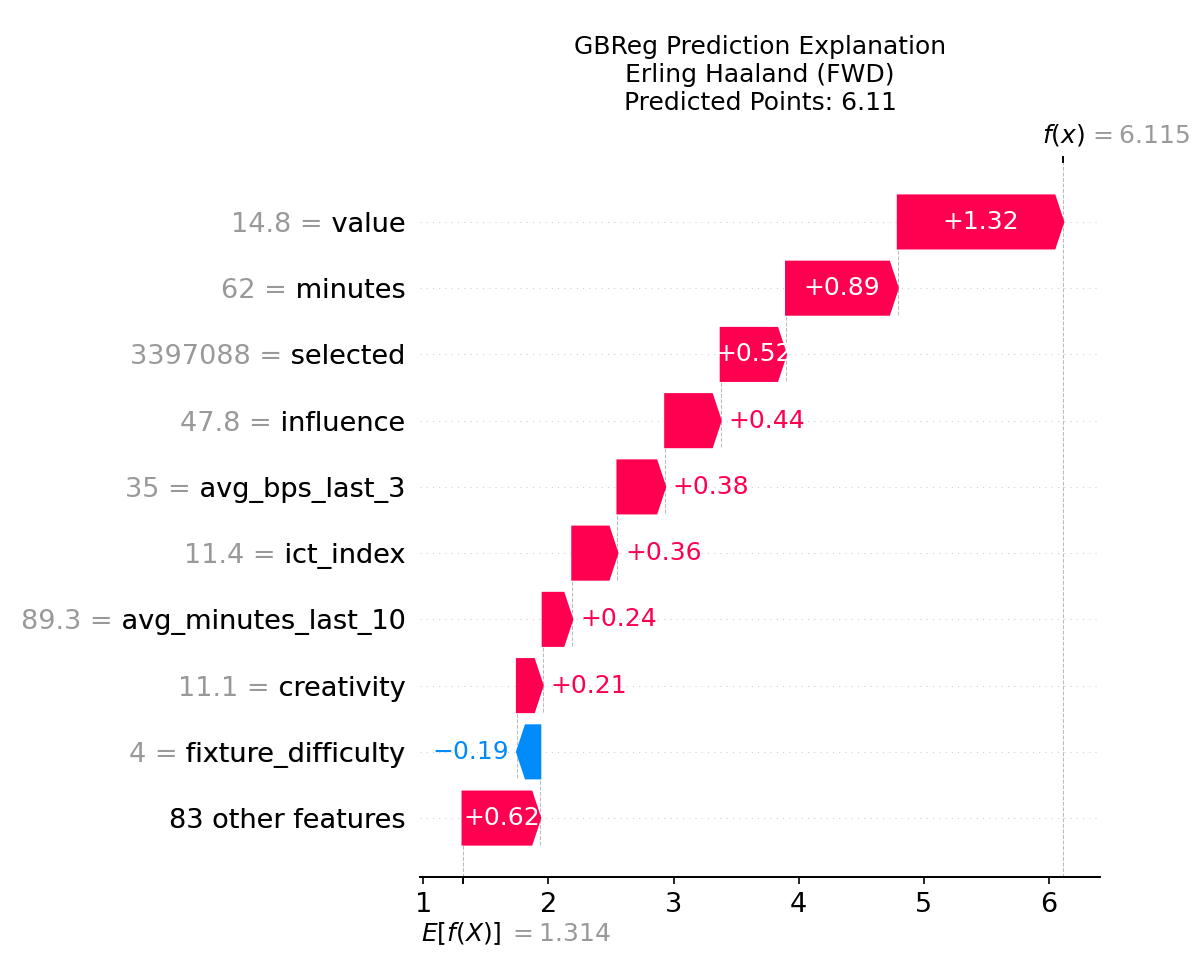 GBReg Prediction Explanation
Erling Haaland (FWD)
Predicted Points: 6.11
f(x) = 6.115
14.8 = value
+1.32
62 = minutes
+0.89
3397088 = selected
+0.52
47.8 = influence
+0.44
35 = avg_bps_last_3
+0.38
11.4 = ict_index
+0.36
89.3 = avg_minutes_last_10
+0.24
11.1 = creativity
+0.21
4 = fixture_difficulty
−0.19
83 other features
+0.62
1 2 3 4 5 6
E[f(X)] = 1.314